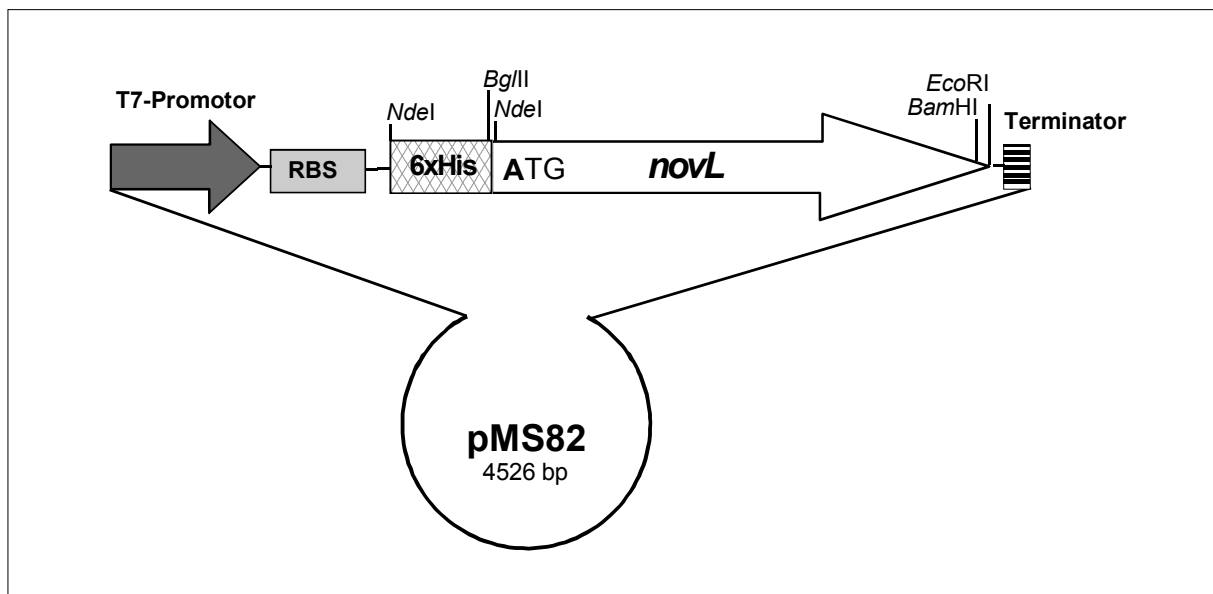 BglII
EcoRI
T7-Promotor
NdeI
NdeI
BamHI
Terminator
RBS
6xHis
ATG
novL
pMS82
4526 bp